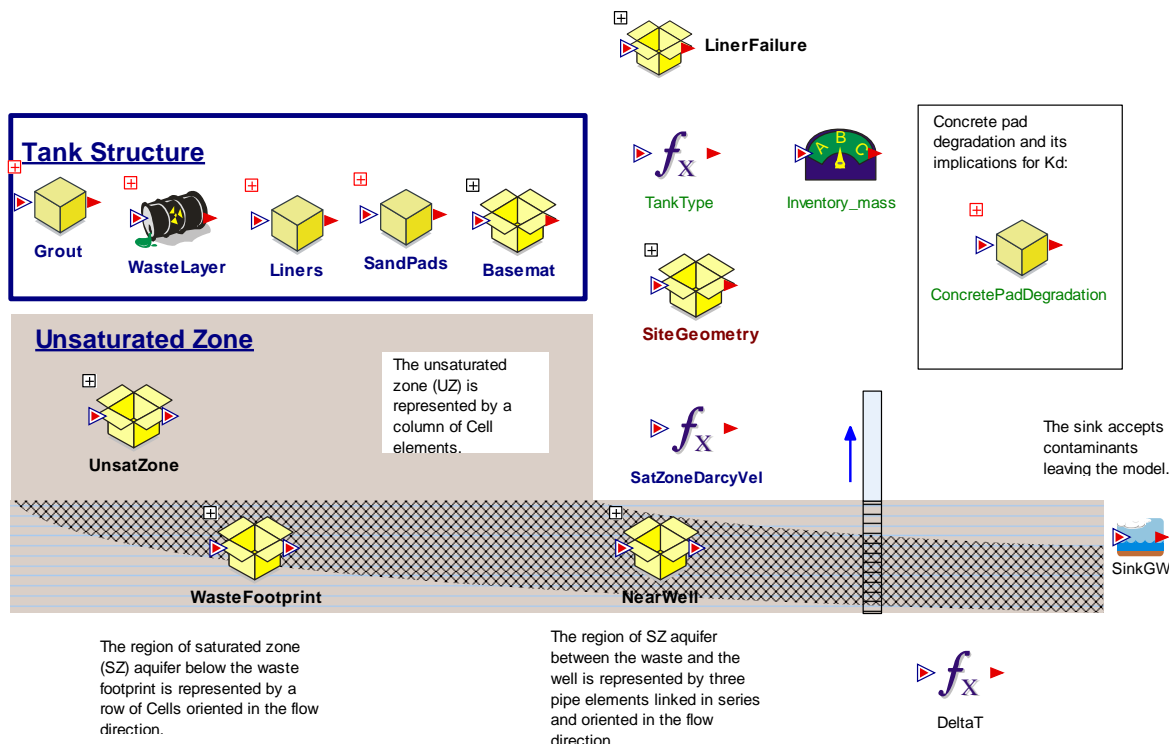 LinerFailure
Tank Structure
Grout
WasteLayer
Liners
SandPads
Basemat
fx
TankType
A B C
Inventory_mass
Concrete pad
degradation and its
implications for Kd:
ConcretePadDegradation
SiteGeometry
Unsaturated Zone
UnsatZone
The unsaturated
zone (UZ) is
represented by a
column of Cell
elements.
fx
SatZoneDarcyVel
The sink accepts
contaminants
leaving the model.
WasteFootprint
NearWell
SinkGW
The region of saturated zone
(SZ) aquifer below the waste
footprint is represented by a
row of Cells oriented in the flow
direction.
The region of SZ aquifer
between the waste and the
well is represented by three
pipe elements linked in series
and oriented in the flow
direction
fx
DeltaT